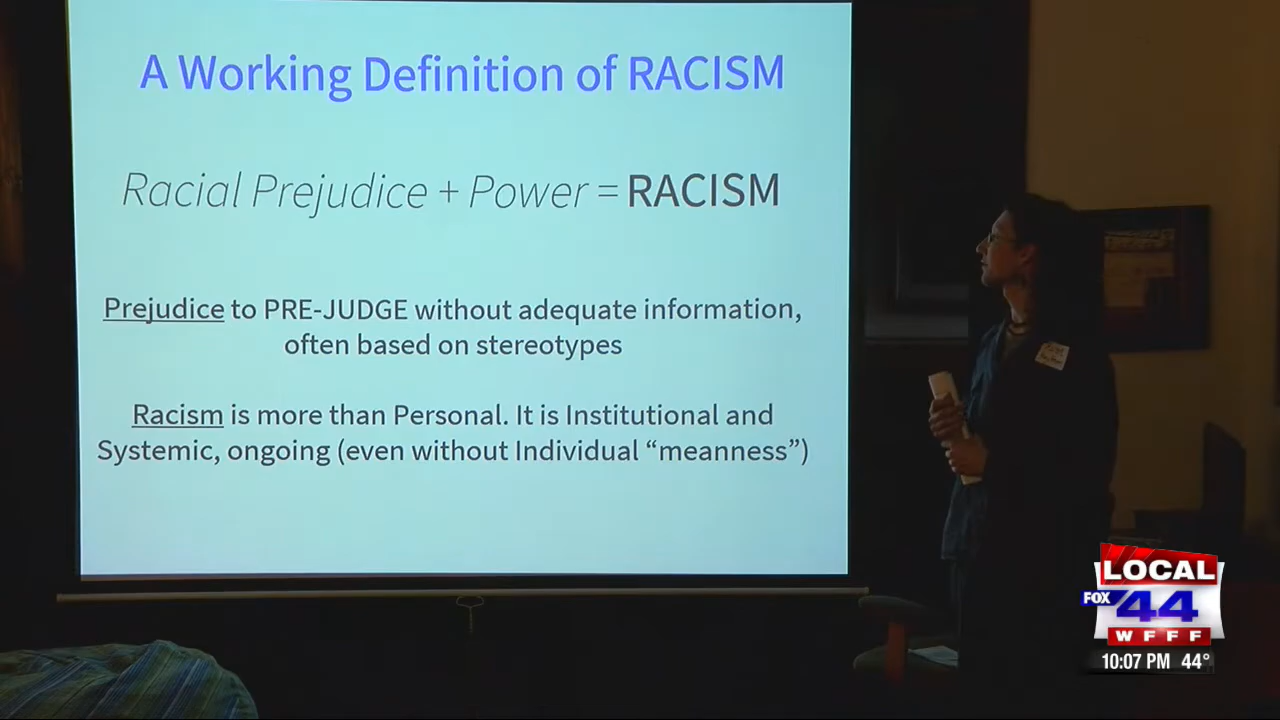 A Working Definition of RACISM
Racial Prejudice + Power = RACISM
Prejudice to PRE-JUDGE without adequate information,
often based on stereotypes
Racism is more than Personal. It is Institutional and
Systemic, ongoing (even without Individual “meanness”)
LOCAL
FOX 44
WFFF
10:07 PM 44°